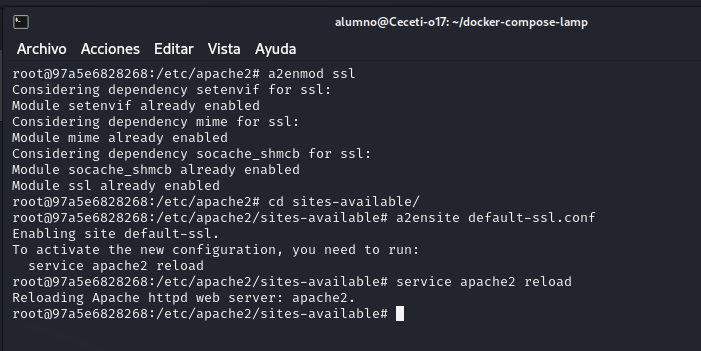 alumno@Ceceti-o17: ~/docker-compose-lamp
Archivo Acciones Editar Vista Ayuda
root@97a5e6828268:/etc/apache2# a2enmod ssl
Considering dependency setenvif for ssl:
Module setenvif already enabled
Considering dependency mime for ssl:
Module mime already enabled
Considering dependency socache_shmcb for ssl:
Module socache_shmcb already enabled
Module ssl already enabled
root@97a5e6828268:/etc/apache2# cd sites-available/
root@97a5e6828268:/etc/apache2/sites-available# a2ensite default-ssl.conf
Enabling site default-ssl.
To activate the new configuration, you need to run:
  service apache2 reload
root@97a5e6828268:/etc/apache2/sites-available# service apache2 reload
Reloading Apache httpd web server: apache2.
root@97a5e6828268:/etc/apache2/sites-available#